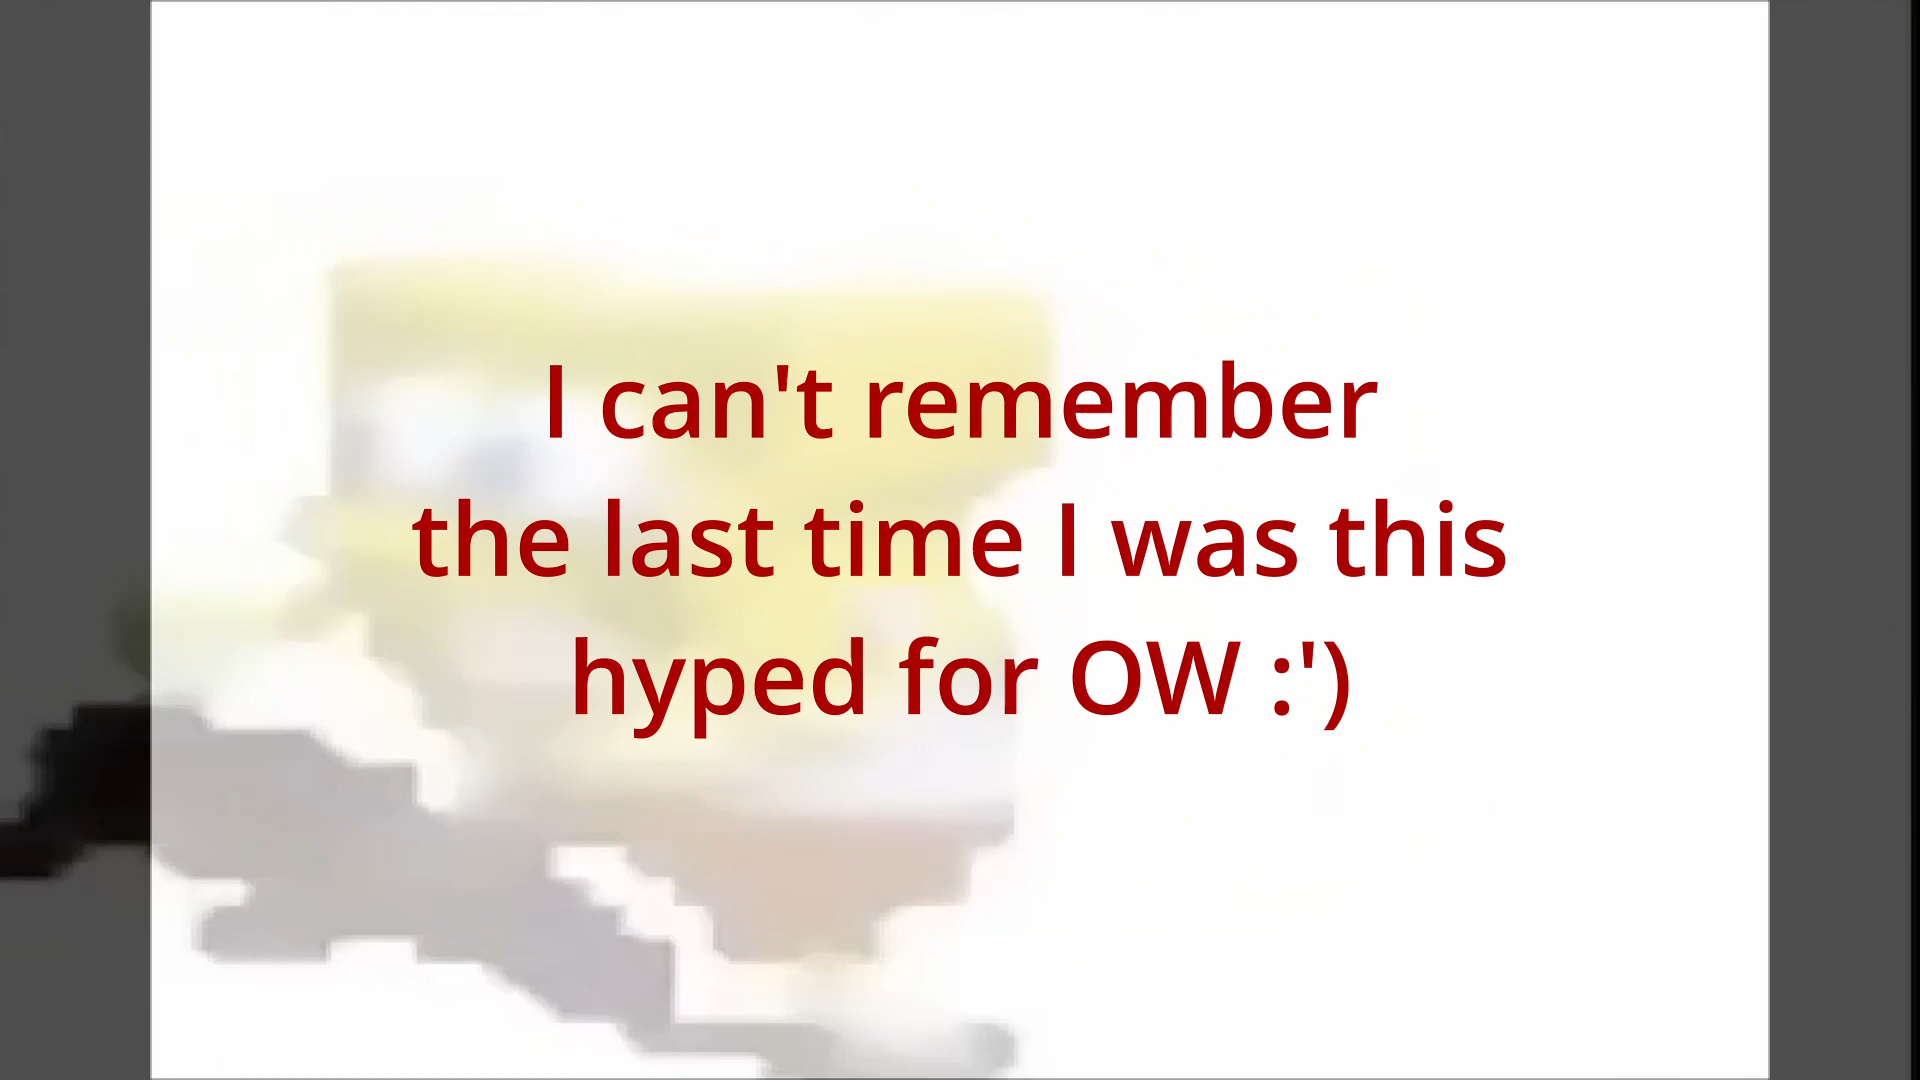 I can't remember
the last time I was this
hyped for OW :')